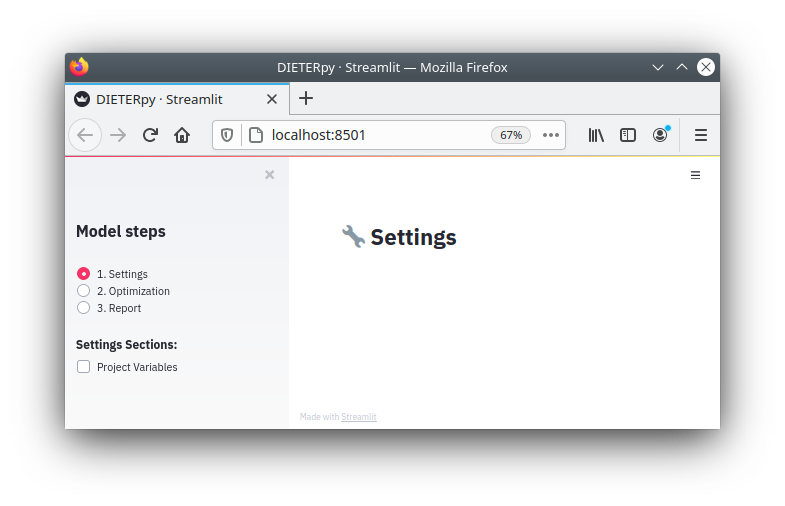 DIETERpy · Streamlit — Mozilla Firefox
DIETERpy · Streamlit
localhost:8501
67%
Model steps
1. Settings
2. Optimization
3. Report
Settings Sections:
Project Variables
Settings
Made with Streamlit